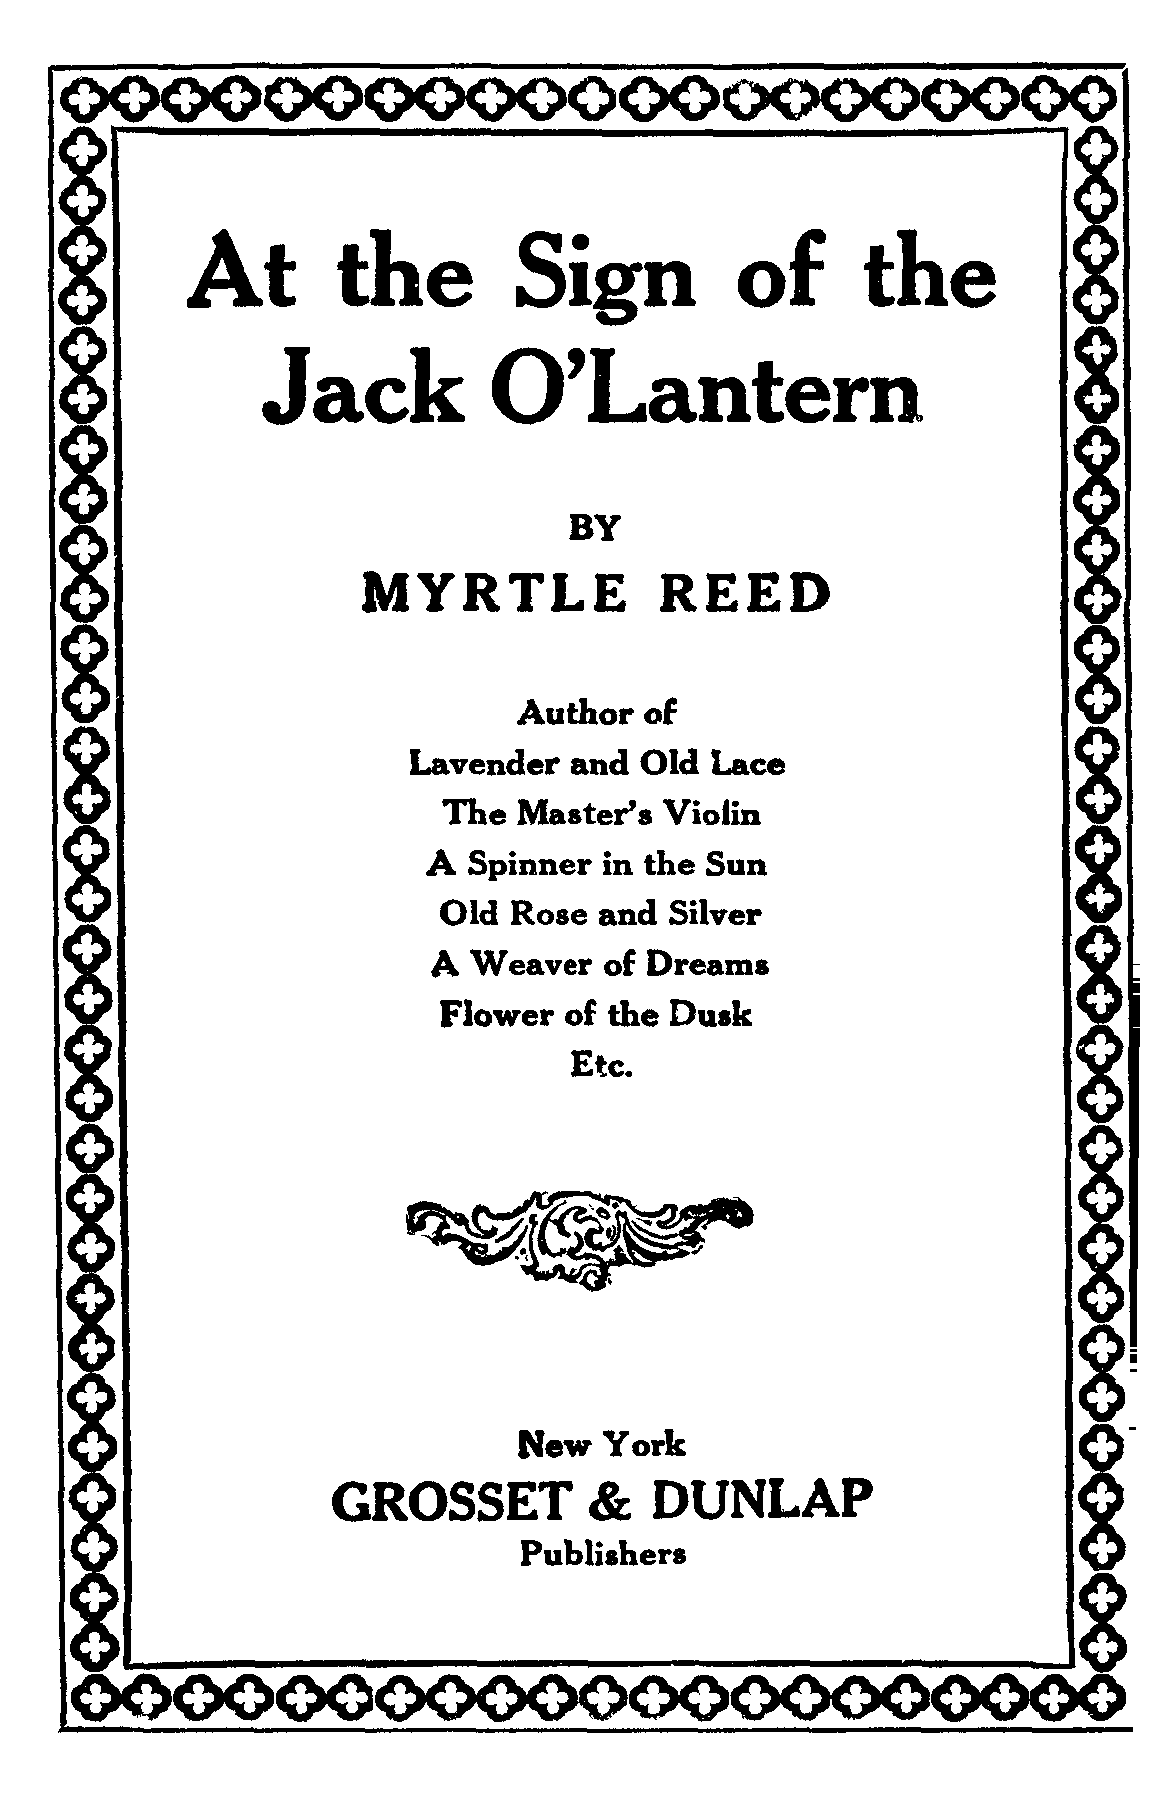 At the Sign of the
Jack O'Lantern
BY
MYRTLE REED
Author of
Lavender and Old Lace
The Master's Violin
A Spinner in the Sun
Old Rose and Silver
A Weaver of Dreams
Flower of the Dusk
Etc.
New York
GROSSET & DUNLAP
Publishers